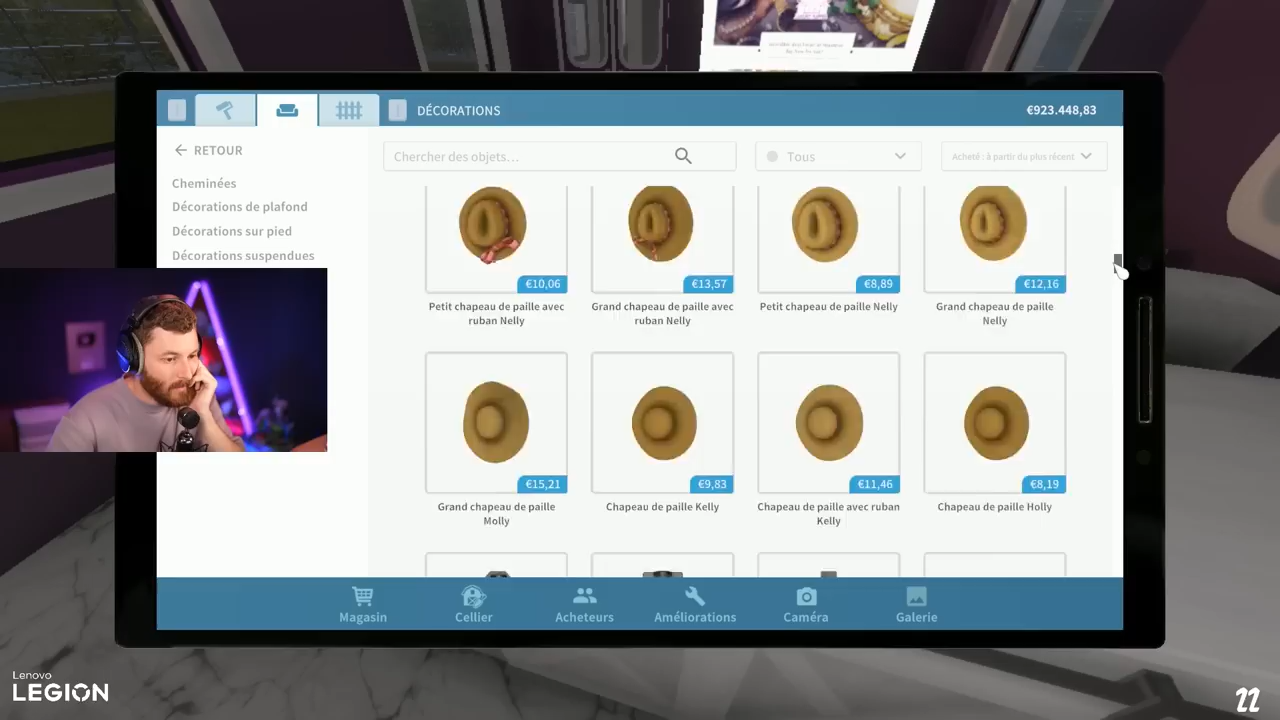 DÉCORATIONS
€923.448,83
RETOUR
Chercher des objets...
Tous
Acheté : à partir du plus récent
Cheminées
Décorations de plafond
Décorations sur pied
Décorations suspendues
€10,06
€13,57
€8,89
€12,16
Petit chapeau de paille avec
ruban Nelly
Grand chapeau de paille avec
ruban Nelly
Petit chapeau de paille Nelly
Grand chapeau de paille
Nelly
€15,21
€9,83
€11,46
€8,19
Grand chapeau de paille
Molly
Chapeau de paille Kelly
Chapeau de paille avec ruban
Kelly
Chapeau de paille Holly
Magasin
Cellier
Acheteurs
Améliorations
Caméra
Galerie
Lenovo
LEGION
22